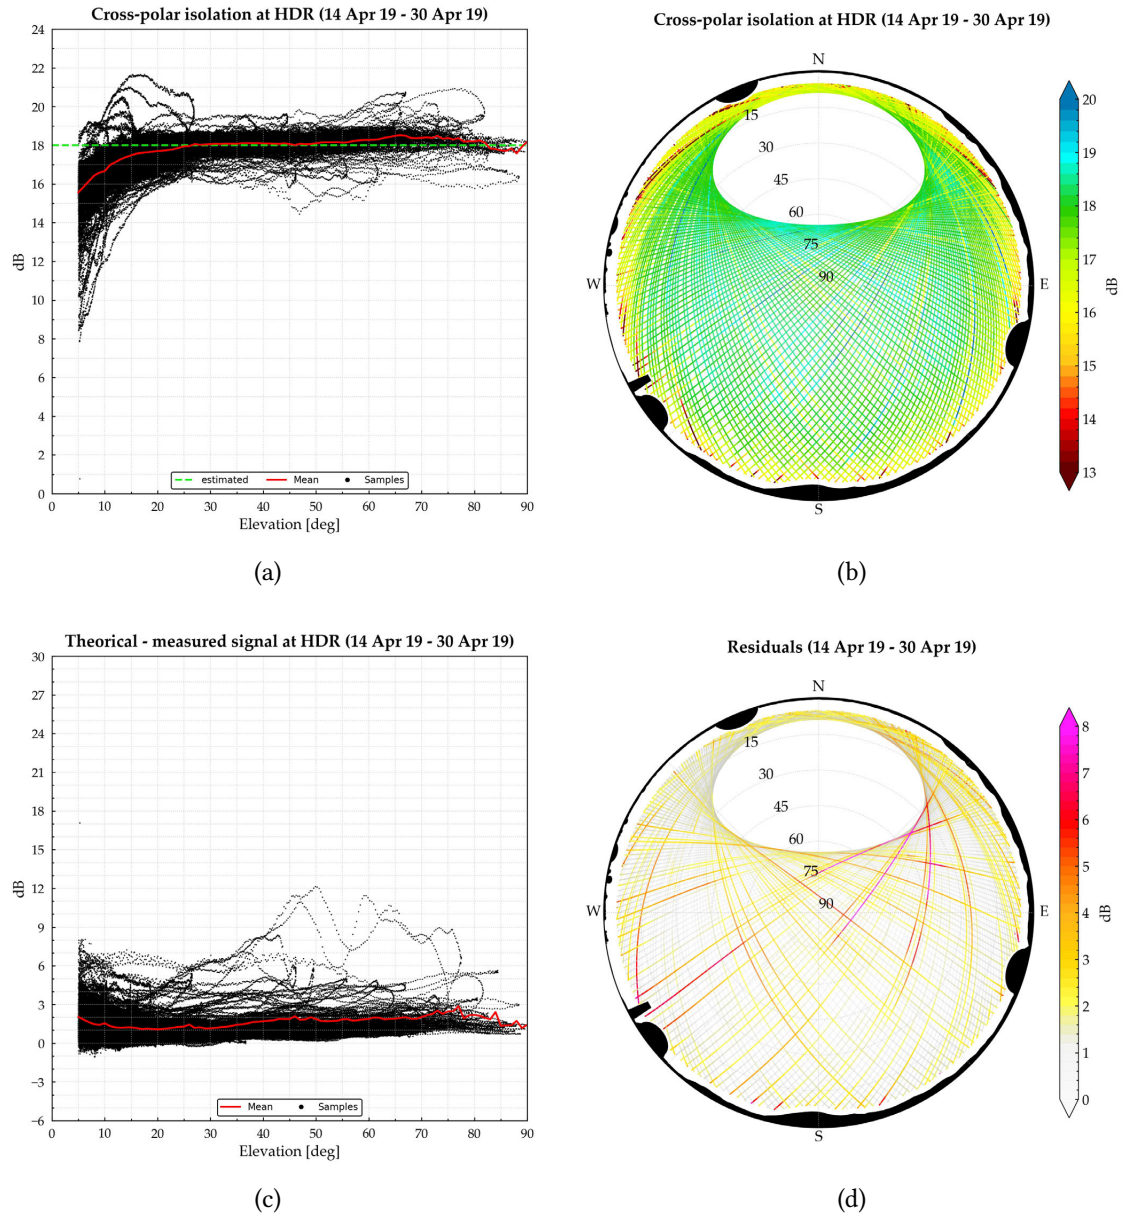 Cross-polar isolation at HDR (14 Apr 19 - 30 Apr 19)
24
22
20
18
16
14
12
10
8
6
4
2
0
dB
0
10
20
30
40
50
60
70
80
90
Elevation [deg]
estimated
Mean
Samples
(a)
Cross-polar isolation at HDR (14 Apr 19 - 30 Apr 19)
N
15
30
45
60
75
90
W
E
S
20
19
18
17
16
15
14
13
dB
(b)
Theorical - measured signal at HDR (14 Apr 19 - 30 Apr 19)
30
27
24
21
18
15
12
9
6
3
0
−3
−6
dB
0
10
20
30
40
50
60
70
80
90
Elevation [deg]
Mean
Samples
(c)
Residuals (14 Apr 19 - 30 Apr 19)
N
15
30
45
60
75
90
W
E
S
8
7
6
5
4
3
2
1
0
dB
(d)